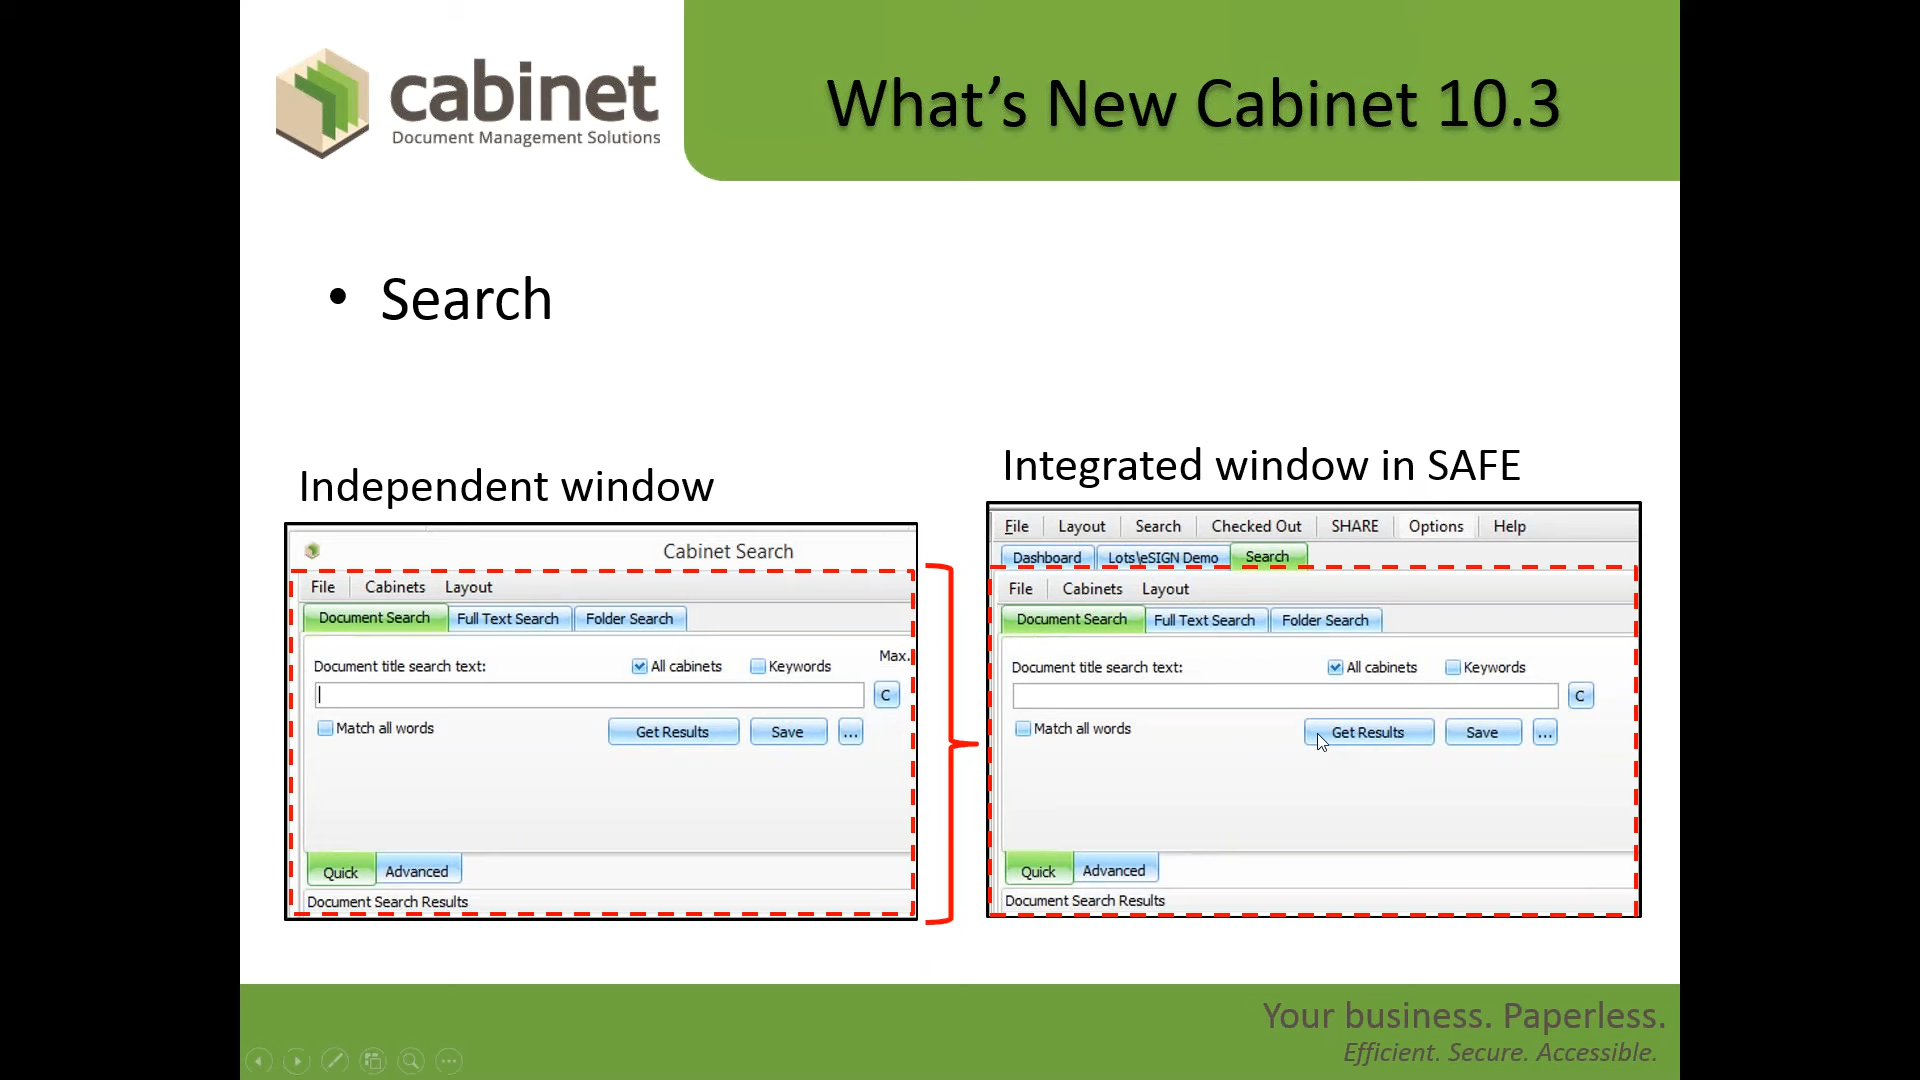 cabinet
Document Management Solutions
What's New Cabinet 10.3
• Search
Independent window
Cabinet Search
File Cabinets Layout
Document Search Full Text Search Folder Search
Max.
Document title search text: All cabinets Keywords
C
Match all words Get Results Save ...
Quick Advanced
Document Search Results
Integrated window in SAFE
File Layout Search Checked Out SHARE Options Help
Dashboard Lots\eSIGN Demo Search
File Cabinets Layout
Document Search Full Text Search Folder Search
Document title search text: All cabinets Keywords
C
Match all words Get Results Save ...
Quick Advanced
Document Search Results
Your business. Paperless.
Efficient. Secure. Accessible.